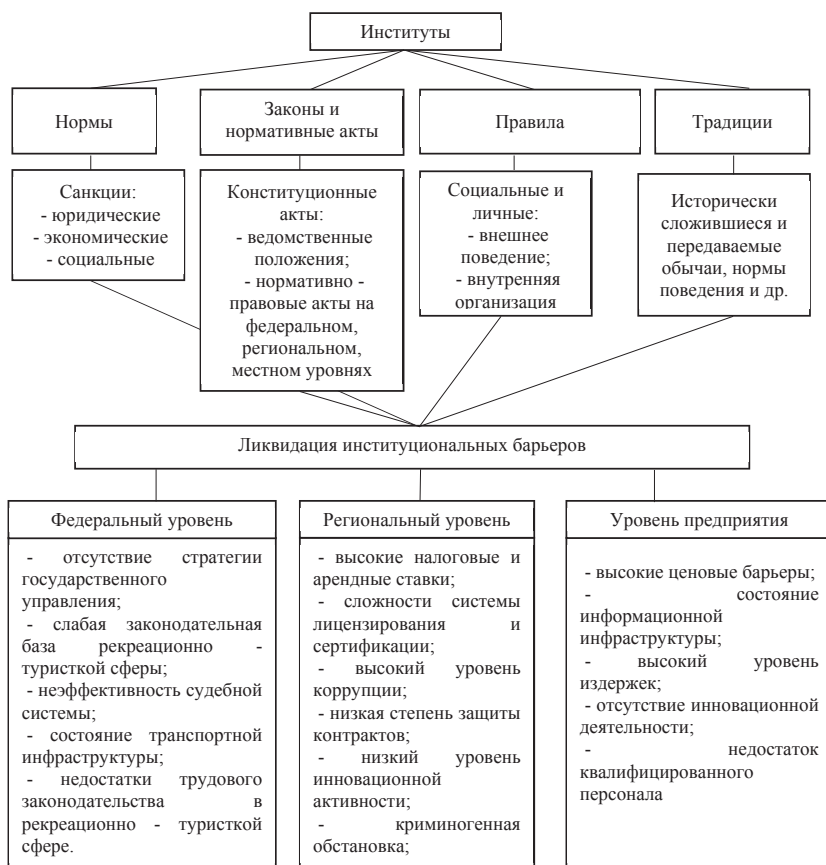 Институты
Нормы
Законы и
нормативные акты
Правила
Традиции
Санкции:
- юридические
- экономические
- социальные
Конституционные
акты:
- ведомственные
положения;
- нормативно -
правовые акты на
федеральном,
региональном,
местном уровнях
Социальные и
личные:
- внешнее
поведение;
- внутренняя
организация
Исторически
сложившиеся и
передаваемые
обычаи, нормы
поведения и др.
Ликвидация институциональных барьеров
Федеральный уровень
- отсутствие стратегии
государственного
управления;
- слабая законодательная
база рекреационно -
туристкой сферы;
- неэффективность судебной
системы;
- состояние транспортной
инфраструктуры;
- недостатки трудового
законодательства в
рекреационно - туристкой
сфере.
Региональный уровень
- высокие налоговые и
арендные ставки;
- сложности системы
лицензирования и
сертификации;
- высокий уровень
коррупции;
- низкая степень защиты
контрактов;
- низкий уровень
инновационной
активности;
- криминогенная
обстановка;
Уровень предприятия
- высокие ценовые барьеры;
- состояние
информационной
инфраструктуры;
- высокий уровень
издержек;
- отсутствие инновационной
деятельности;
- недостаток
квалифицированного
персонала